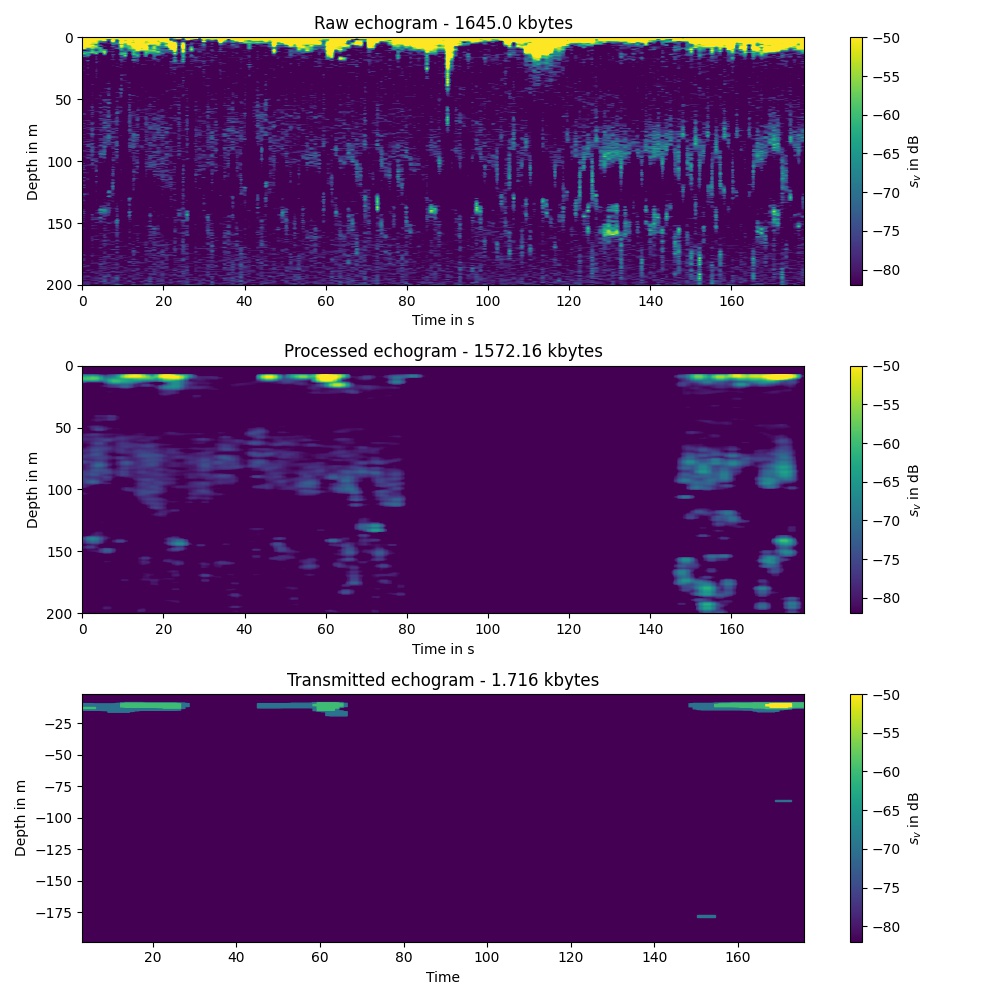 Raw echogram - 1645.0 kbytes
0
50
100
150
200
Depth in m
0 20 40 60 80 100 120 140 160
Time in s
−50
−55
−60
−65
−70
−75
−80
sv in dB
Processed echogram - 1572.16 kbytes
0
50
100
150
200
Depth in m
0 20 40 60 80 100 120 140 160
Time in s
−50
−55
−60
−65
−70
−75
−80
sv in dB
Transmitted echogram - 1.716 kbytes
−25
−50
−75
−100
−125
−150
−175
Depth in m
20 40 60 80 100 120 140 160
Time
−50
−55
−60
−65
−70
−75
−80
sv in dB